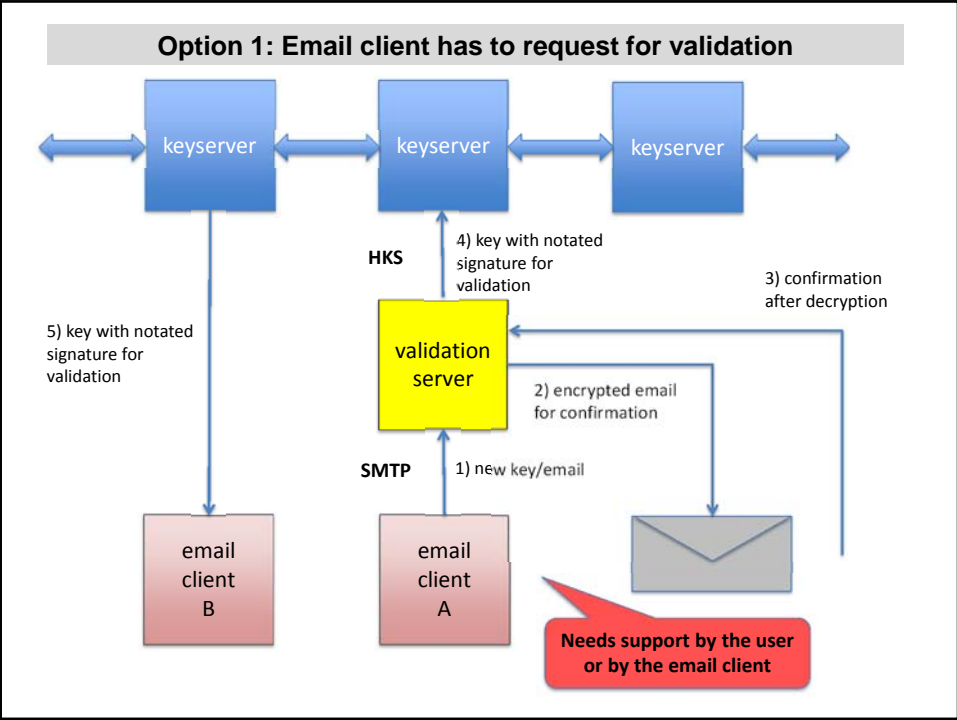 Option 1: Email client has to request for validation
keyserver
keyserver
keyserver
HKS
4) key with notated
signature for
validation
3) confirmation
after decryption
5) key with notated
signature for
validation
validation
server
2) encrypted email
for confirmation
SMTP
1) new key/email
email
client
B
email
client
A
Needs support by the user
or by the email client